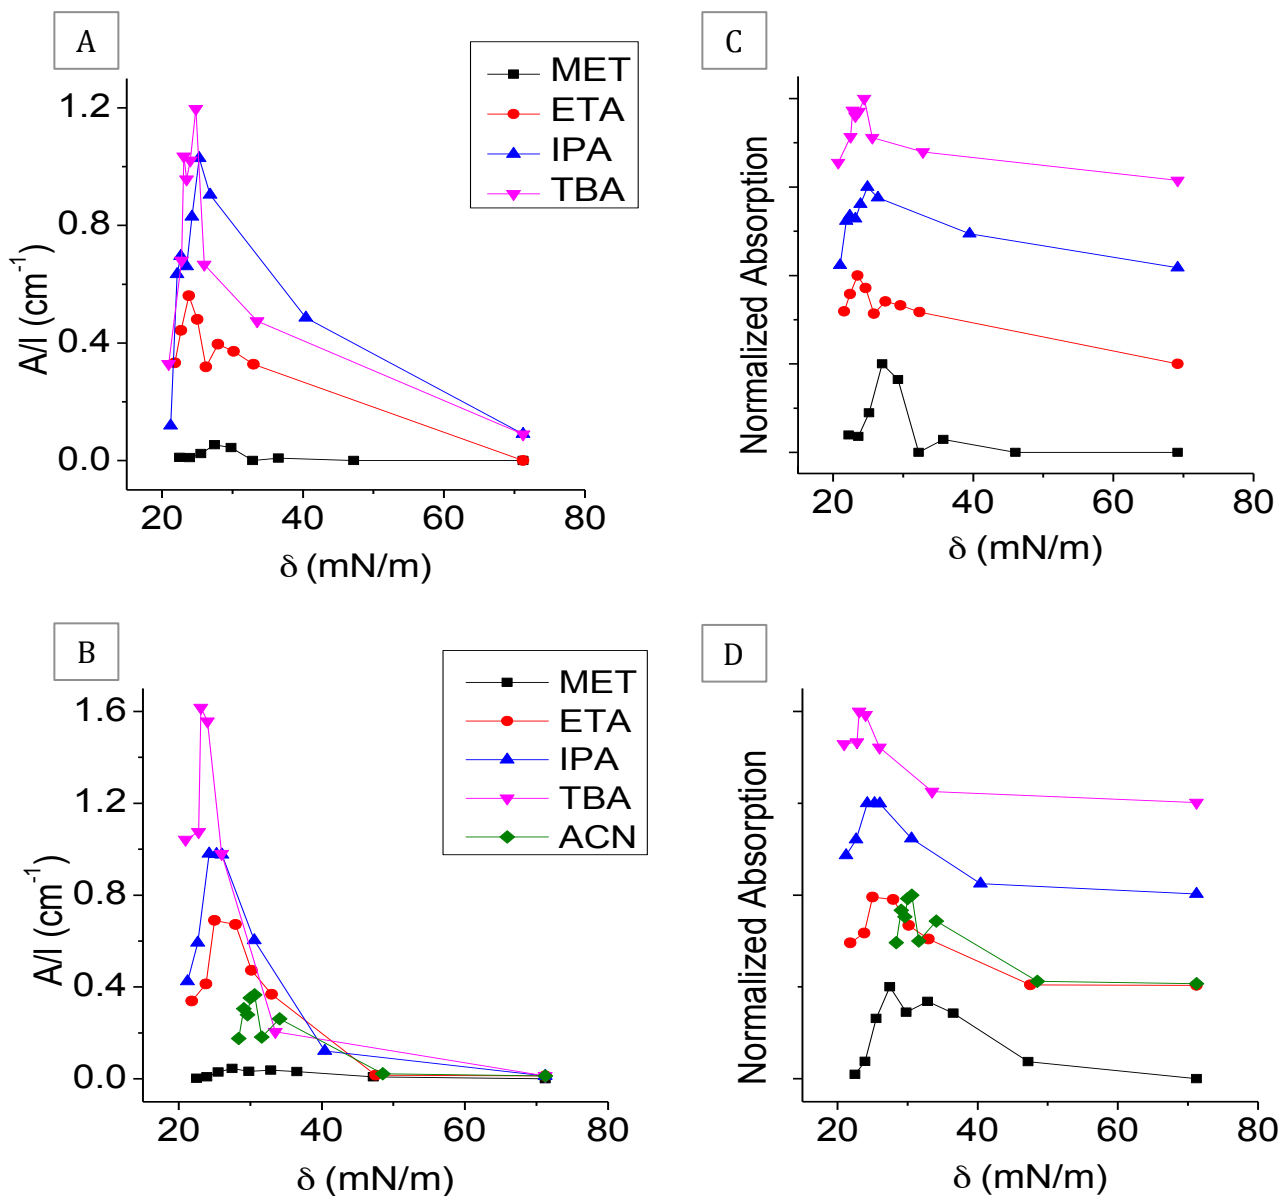 A
MET
ETA
IPA
TBA
1.2
0.8
0.4
0.0
A/l (cm⁻¹)
20 40 60 80
δ (mN/m)
C
Normalized Absorption
20 40 60 80
δ (mN/m)
B
MET
ETA
IPA
TBA
ACN
1.6
1.2
0.8
0.4
0.0
A/l (cm⁻¹)
20 40 60 80
δ (mN/m)
D
Normalized Absorption
20 40 60 80
δ (mN/m)